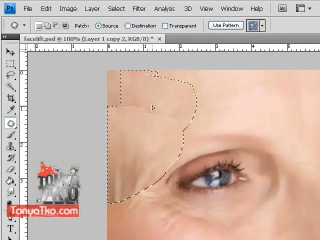 Ps File Edit Image Layer Select Filter Analysis 3D View Window Help
Patch: Source Destination Transparent Use Pattern
facelift.psd @ 100% (Layer 1 copy 2, RGB/8) * ×
TanyaTko.com